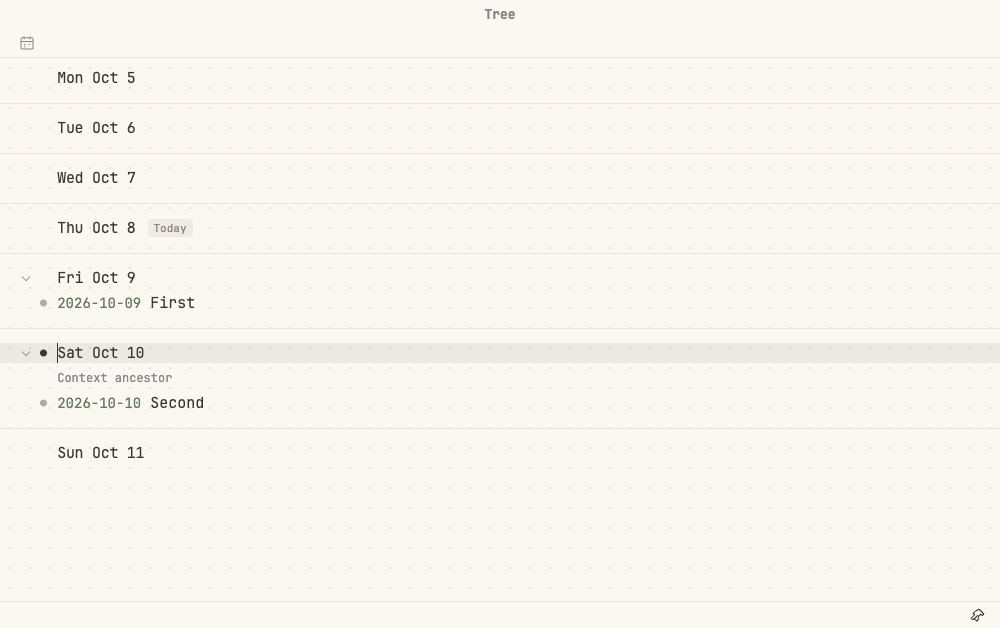 Tree
Mon Oct 5
Tue Oct 6
Wed Oct 7
Thu Oct 8 Today
Fri Oct 9
2026-10-09 First
Sat Oct 10
Context ancestor
2026-10-10 Second
Sun Oct 11